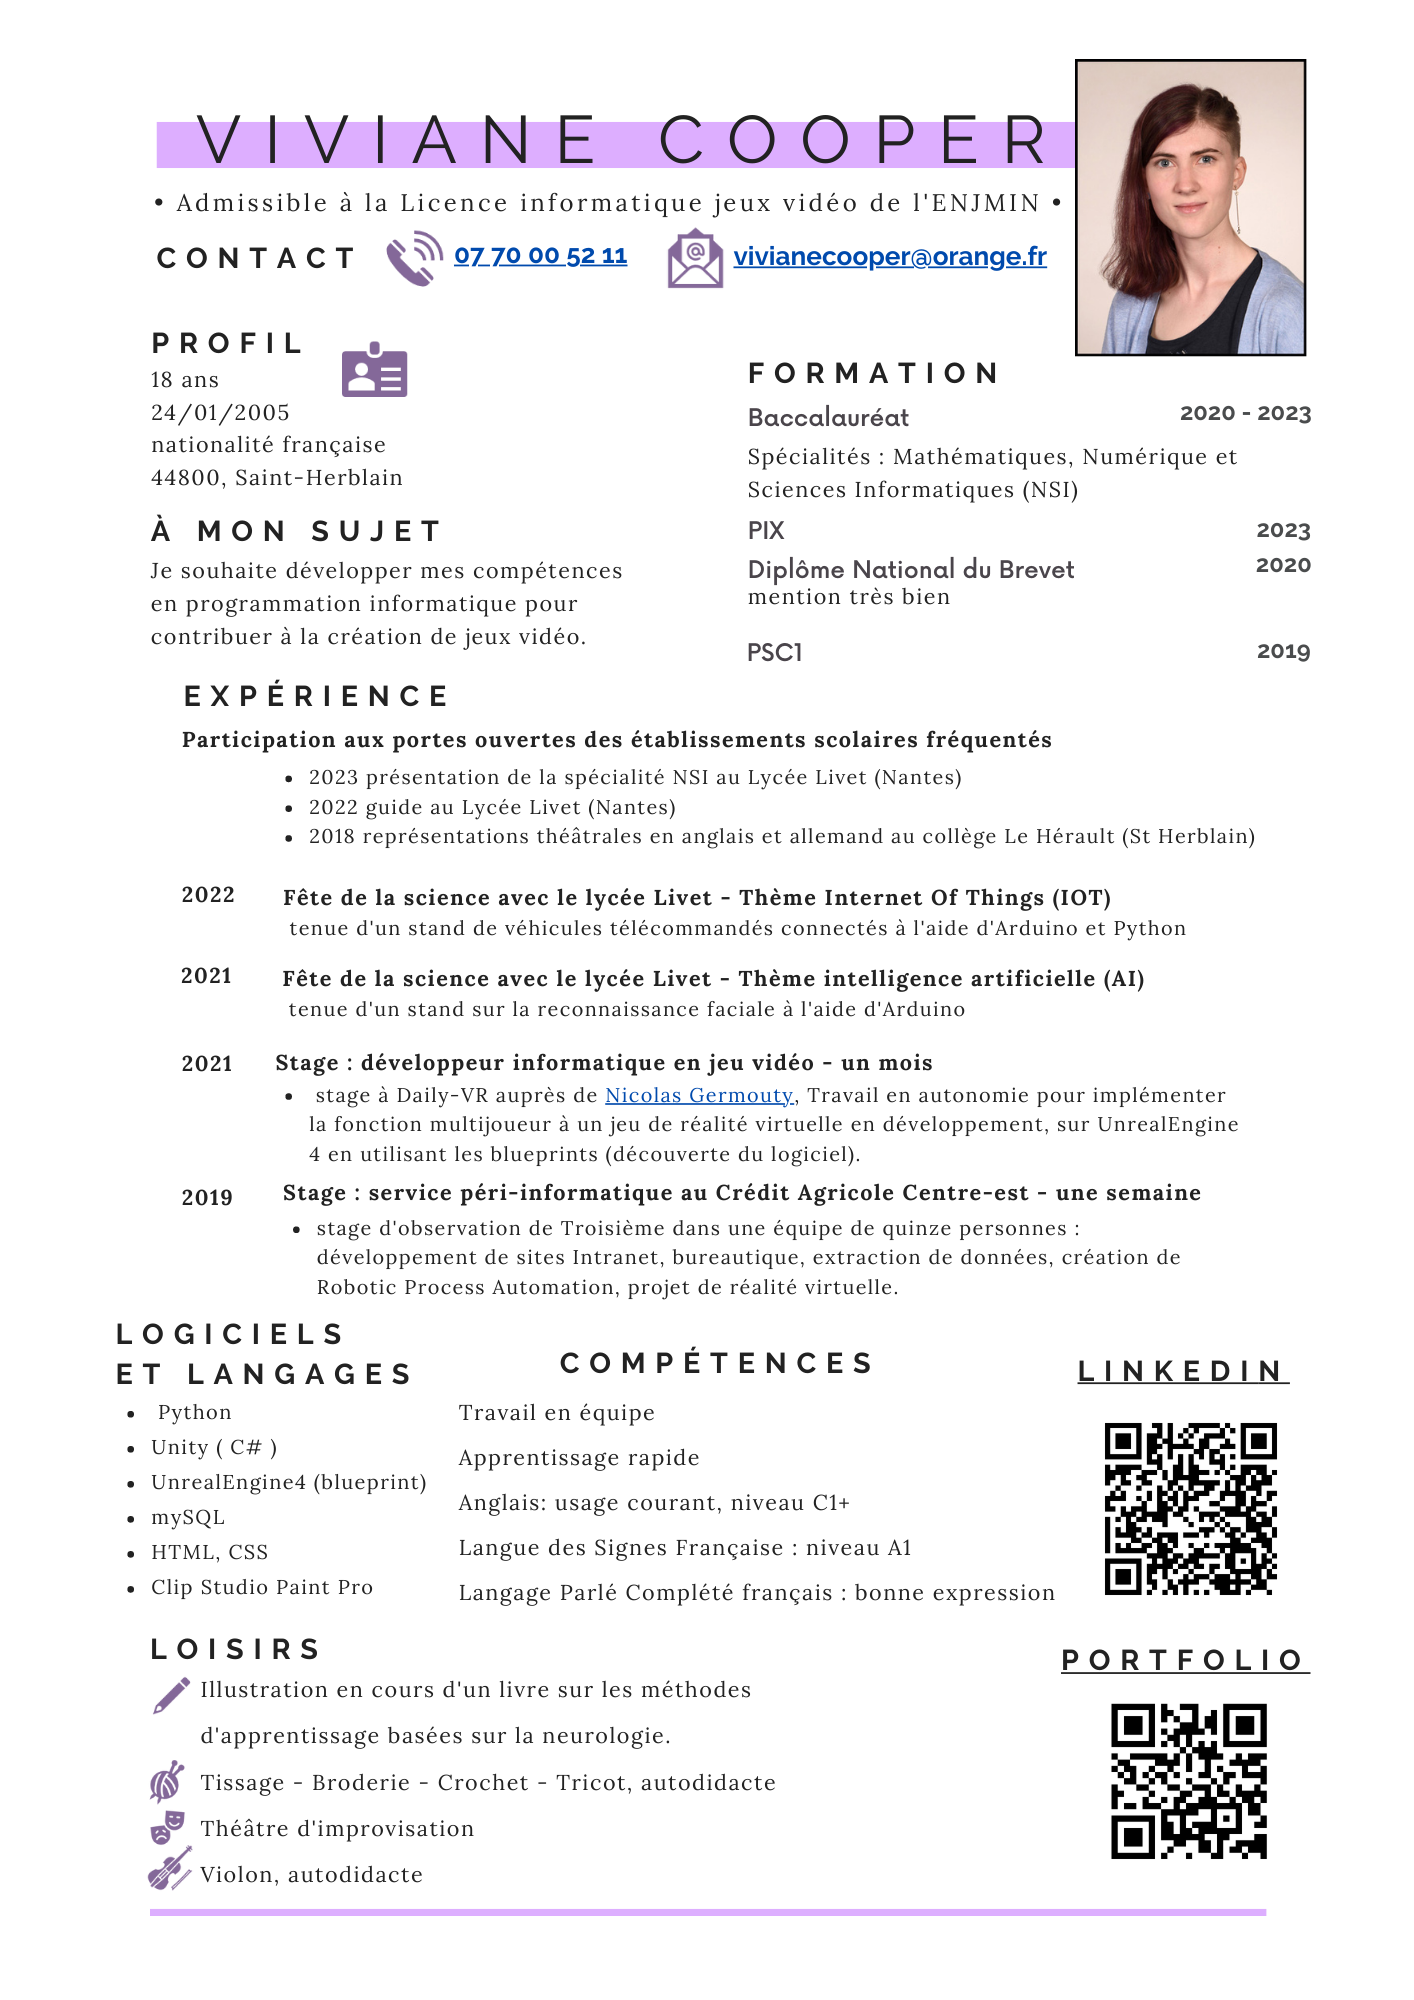 VIVIANE COOPER
• Admissible à la Licence informatique jeux vidéo de l'ENJMIN •
CONTACT 07 70 00 52 11 vivianecooper@orange.fr
PROFIL
18 ans
24/01/2005
nationalité française
44800, Saint-Herblain
À MON SUJET
Je souhaite développer mes compétences
en programmation informatique pour
contribuer à la création de jeux vidéo.
FORMATION
Baccalauréat 2020 - 2023
Spécialités : Mathématiques, Numérique et
Sciences Informatiques (NSI)
PIX 2023
Diplôme National du Brevet 2020
mention très bien
PSC1 2019
EXPÉRIENCE
Participation aux portes ouvertes des établissements scolaires fréquentés
• 2023 présentation de la spécialité NSI au Lycée Livet (Nantes)
• 2022 guide au Lycée Livet (Nantes)
• 2018 représentations théâtrales en anglais et allemand au collège Le Hérault (St Herblain)
2022 Fête de la science avec le lycée Livet - Thème Internet Of Things (IOT)
tenue d'un stand de véhicules télécommandés connectés à l'aide d'Arduino et Python
2021 Fête de la science avec le lycée Livet - Thème intelligence artificielle (AI)
tenue d'un stand sur la reconnaissance faciale à l'aide d'Arduino
2021 Stage : développeur informatique en jeu vidéo - un mois
• stage à Daily-VR auprès de Nicolas Germouty, Travail en autonomie pour implémenter
la fonction multijoueur à un jeu de réalité virtuelle en développement, sur UnrealEngine
4 en utilisant les blueprints (découverte du logiciel).
2019 Stage : service péri-informatique au Crédit Agricole Centre-est - une semaine
• stage d'observation de Troisième dans une équipe de quinze personnes :
développement de sites Intranet, bureautique, extraction de données, création de
Robotic Process Automation, projet de réalité virtuelle.
LOGICIELS
ET LANGAGES
• Python
• Unity ( C# )
• UnrealEngine4 (blueprint)
• mySQL
• HTML, CSS
• Clip Studio Paint Pro
COMPÉTENCES
Travail en équipe
Apprentissage rapide
Anglais: usage courant, niveau C1+
Langue des Signes Française : niveau A1
Langage Parlé Complété français : bonne expression
LINKEDIN
LOISIRS
Illustration en cours d'un livre sur les méthodes
d'apprentissage basées sur la neurologie.
Tissage - Broderie - Crochet - Tricot, autodidacte
Théâtre d'improvisation
Violon, autodidacte
PORTFOLIO